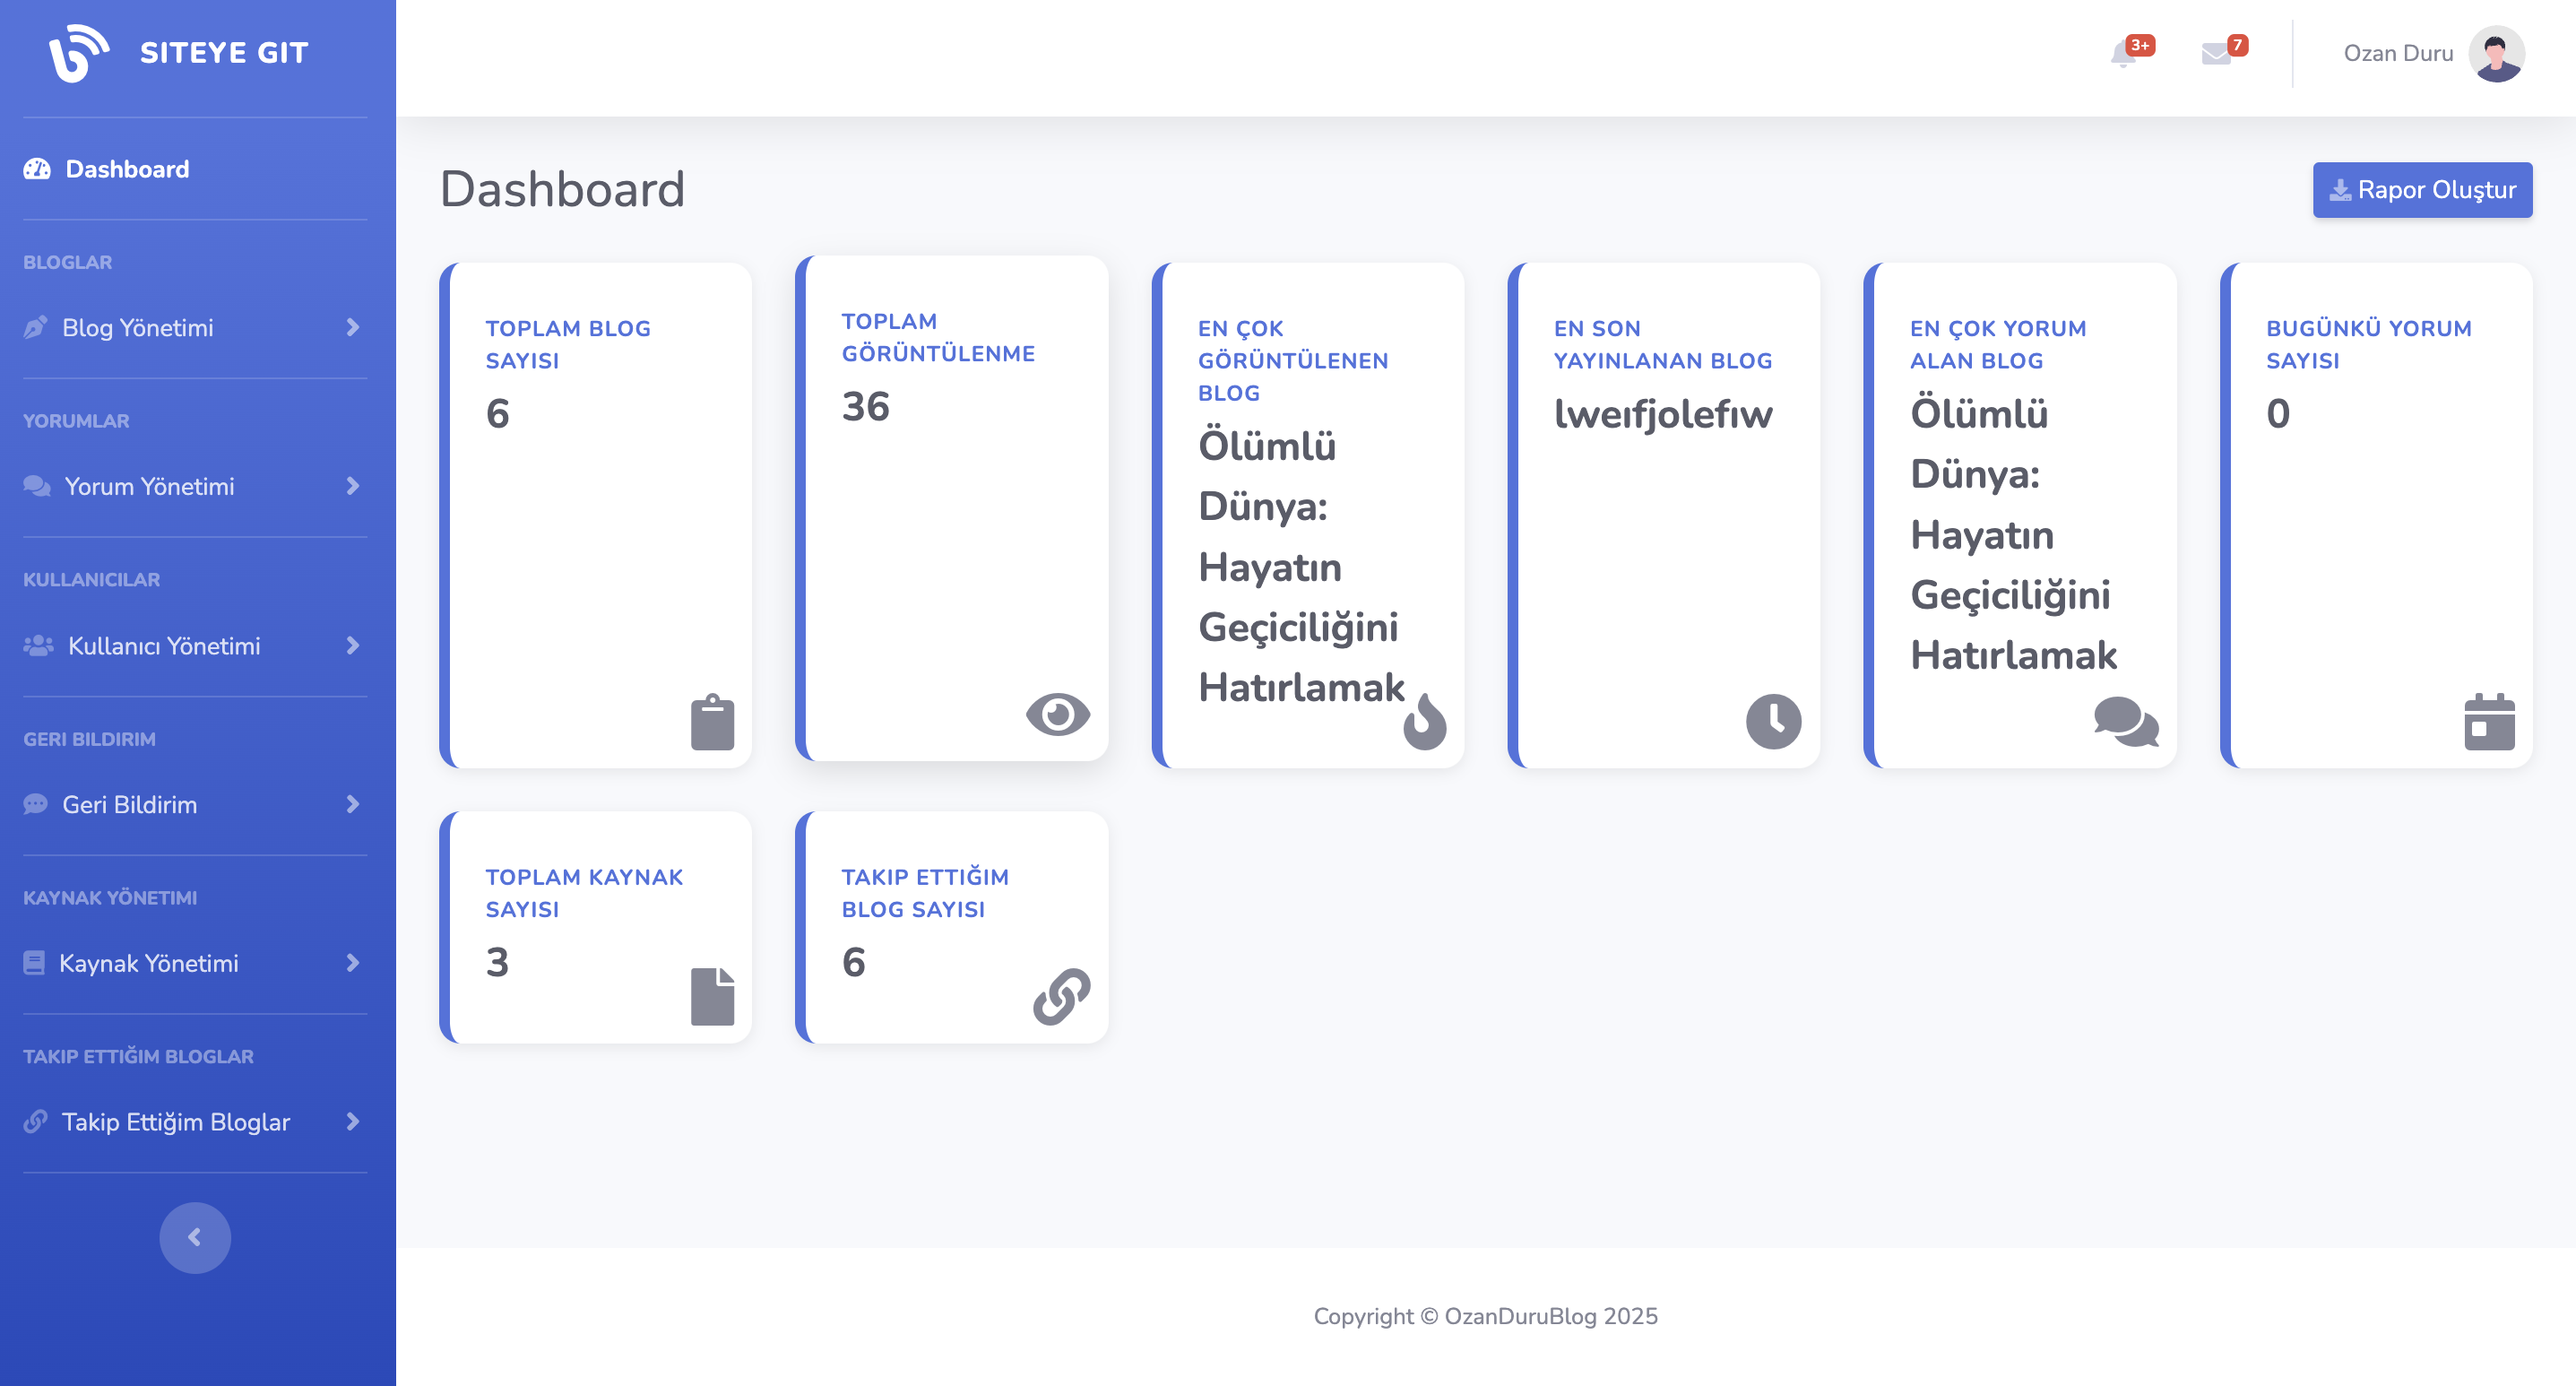 SITEYE GIT
3+
7
Ozan Duru
Dashboard
BLOGLAR
Blog Yönetimi
YORUMLAR
Yorum Yönetimi
KULLANICILAR
Kullanıcı Yönetimi
GERI BILDIRIM
Geri Bildirim
KAYNAK YÖNETIMI
Kaynak Yönetimi
TAKIP ETTIĞIM BLOGLAR
Takip Ettiğim Bloglar
Dashboard
Rapor Oluştur
TOPLAM BLOG
SAYISI
6
TOPLAM
GÖRÜNTÜLENME
36
EN ÇOK
GÖRÜNTÜLENEN
BLOG
Ölümlü
Dünya:
Hayatın
Geçiciliğini
Hatırlamak
EN SON
YAYINLANAN BLOG
lweıfjolefıw
EN ÇOK YORUM
ALAN BLOG
Ölümlü
Dünya:
Hayatın
Geçiciliğini
Hatırlamak
BUGÜNKÜ YORUM
SAYISI
0
TOPLAM KAYNAK
SAYISI
3
TAKIP ETTIĞIM
BLOG SAYISI
6
Copyright © OzanDuruBlog 2025